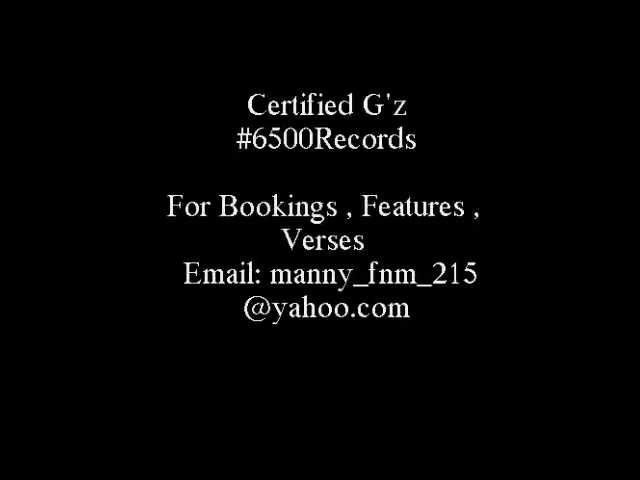 Certified G'z
#6500Records
For Bookings , Features ,
Verses
Email: manny_fnm_215
@yahoo.com